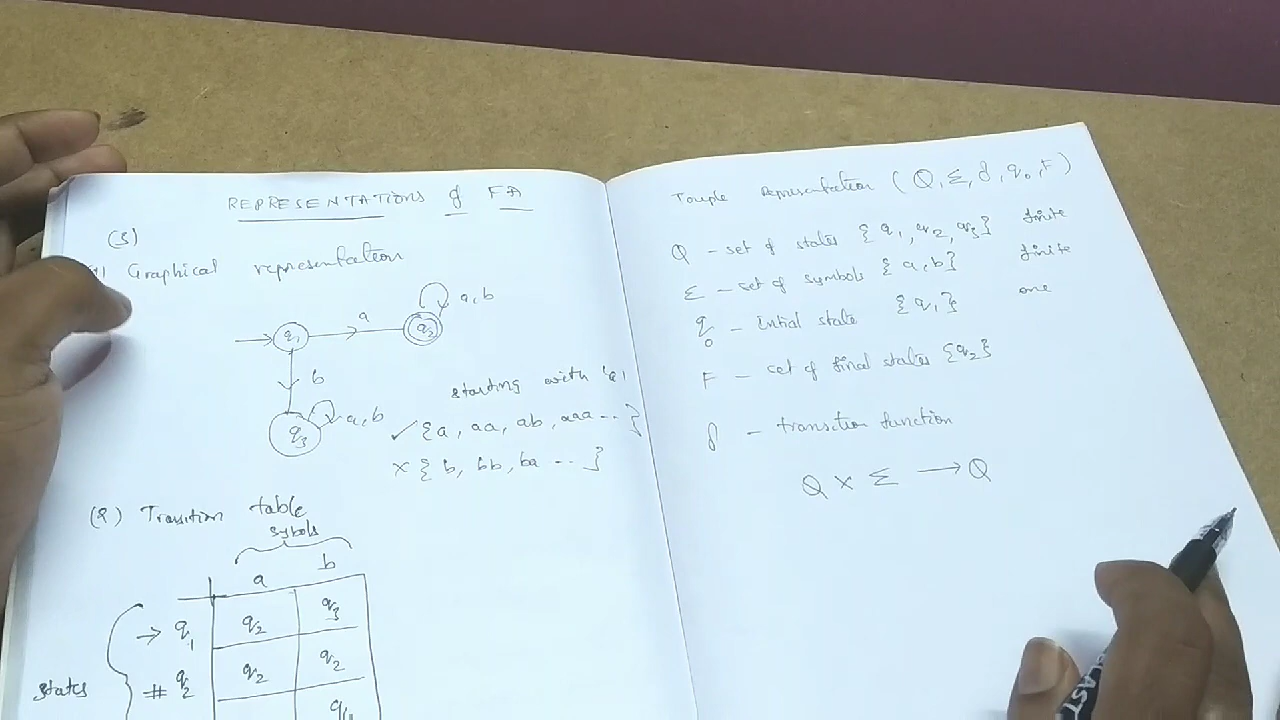 REPRESENTATIONS of FA
(3)
(1) Graphical representation
a, b
a
q1
q2
b
q3
a, b
starting with 'a'
✓ {a, aa, ab, aaa ...}
× {b, bb, ba ...}
(2) Transition table
symbols
a b
→ q1 q2 q3
states # q2 q2 q2
Touple Representation (Q, Σ, δ, q0, F)
Q - set of states {q1, q2, q3} finite
Σ - set of symbols {a, b} finite
q0 - intial state {q1} one
F - set of final states {q2}
δ - transition function
Q × Σ → Q
LAST